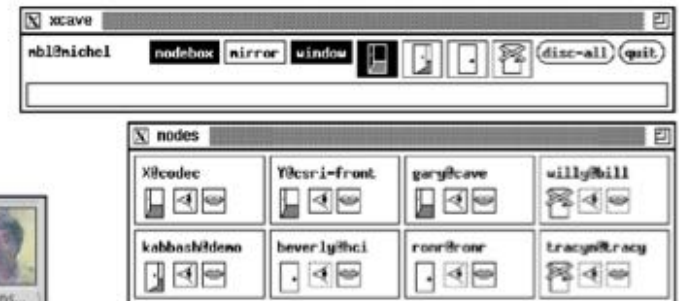 X xcave
mbl@michel nodebox mirror window disc-all quit
X nodes
X@codec Y@csri-front gary@cave willy@bill
kabbash@demo beverly@hci ronr@ronr tracyn@tracy